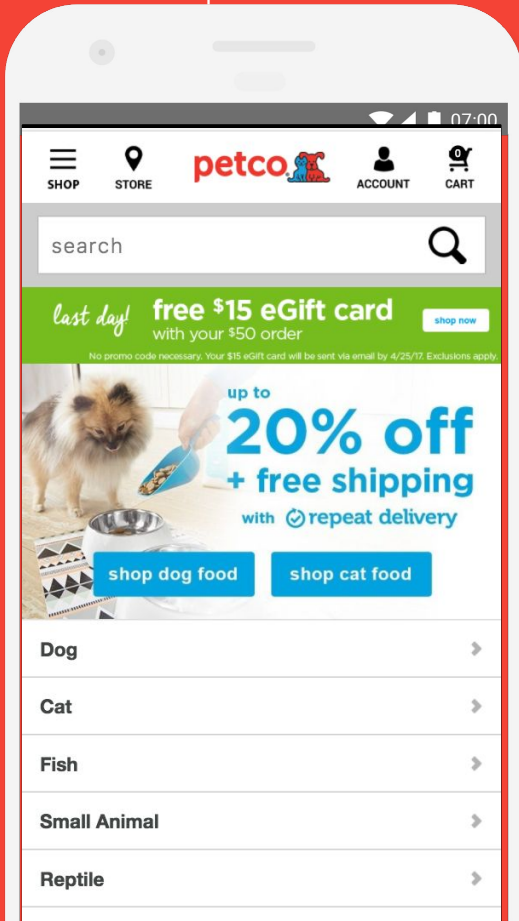 07:00
SHOP
STORE
petco
ACCOUNT
0
CART
search
last day!
free $15 eGift card
with your $50 order
shop now
No promo code necessary. Your $15 eGift card will be sent via email by 4/25/17. Exclusions apply.
up to
20% off
+ free shipping
with repeat delivery
shop dog food
shop cat food
Dog
Cat
Fish
Small Animal
Reptile